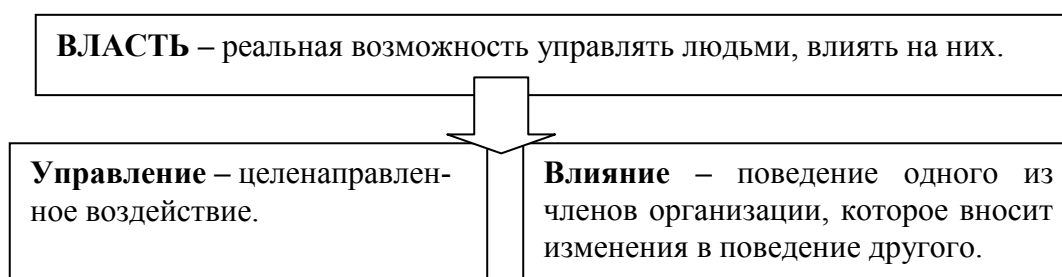 ВЛАСТЬ – реальная возможность управлять людьми, влиять на них.
Управление – целенаправлен-
ное воздействие.
Влияние – поведение одного из
членов организации, которое вносит
изменения в поведение другого.